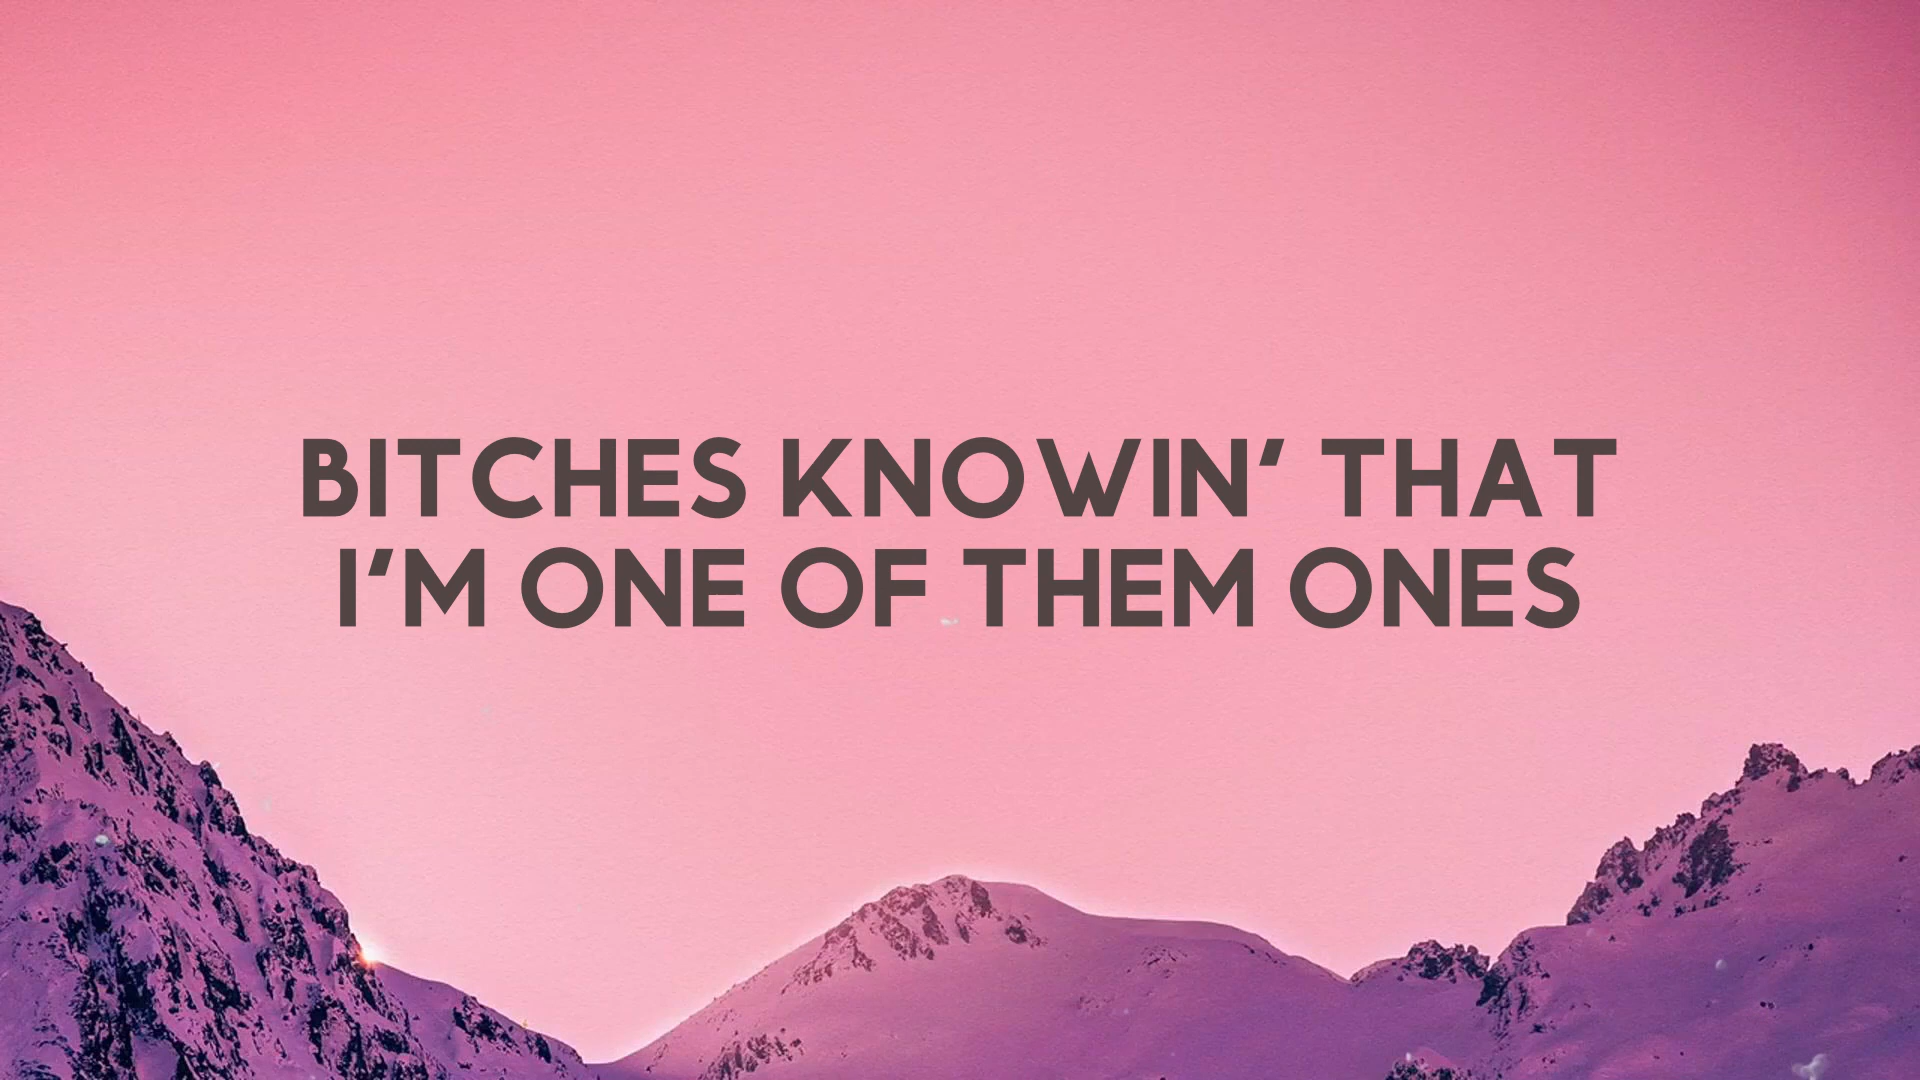 BITCHES KNOWIN' THAT
I'M ONE OF THEM ONES